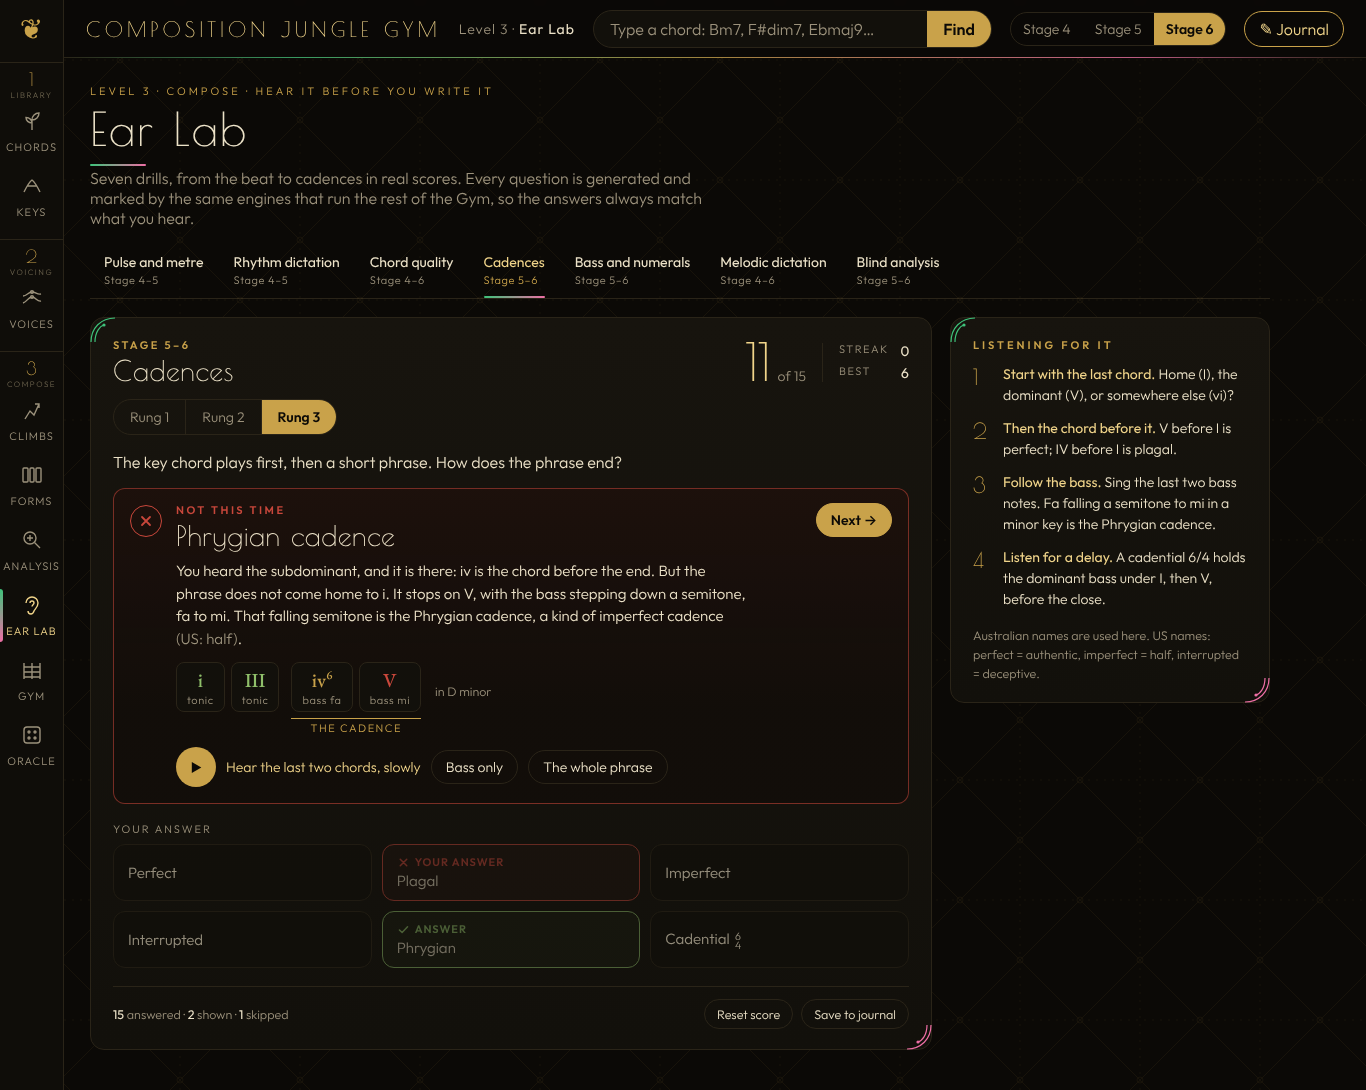 COMPOSITION JUNGLE GYM
Level 3 · Ear Lab
Type a chord: Bm7, F#dim7, Ebmaj9...
Find
Stage 4
Stage 5
Stage 6
✎ Journal
1
LIBRARY
CHORDS
KEYS
2
VOICING
VOICES
3
COMPOSE
CLIMBS
FORMS
ANALYSIS
EAR LAB
GYM
ORACLE
LEVEL 3 · COMPOSE · HEAR IT BEFORE YOU WRITE IT
Ear Lab
Seven drills, from the beat to cadences in real scores. Every question is generated and
marked by the same engines that run the rest of the Gym, so the answers always match
what you hear.
Pulse and metre
Stage 4–5
Rhythm dictation
Stage 4–5
Chord quality
Stage 4–6
Cadences
Stage 5–6
Bass and numerals
Stage 5–6
Melodic dictation
Stage 4–6
Blind analysis
Stage 5–6
STAGE 5–6
Cadences
11 of 15
STREAK 0
BEST 6
Rung 1
Rung 2
Rung 3
The key chord plays first, then a short phrase. How does the phrase end?
NOT THIS TIME
Phrygian cadence
Next →
You heard the subdominant, and it is there: iv is the chord before the end. But the
phrase does not come home to i. It stops on V, with the bass stepping down a semitone,
fa to mi. That falling semitone is the Phrygian cadence, a kind of imperfect cadence
(US: half).
i
tonic
III
tonic
iv⁶
bass fa
V
bass mi
in D minor
THE CADENCE
Hear the last two chords, slowly
Bass only
The whole phrase
YOUR ANSWER
Perfect
YOUR ANSWER
Plagal
Imperfect
Interrupted
ANSWER
Phrygian
Cadential 6
4
15 answered · 2 shown · 1 skipped
Reset score
Save to journal
LISTENING FOR IT
1 Start with the last chord. Home (I), the
dominant (V), or somewhere else (vi)?
2 Then the chord before it. V before I is
perfect; IV before I is plagal.
3 Follow the bass. Sing the last two bass
notes. Fa falling a semitone to mi in a
minor key is the Phrygian cadence.
4 Listen for a delay. A cadential 6/4 holds
the dominant bass under I, then V,
before the close.
Australian names are used here. US names:
perfect = authentic, imperfect = half, interrupted
= deceptive.